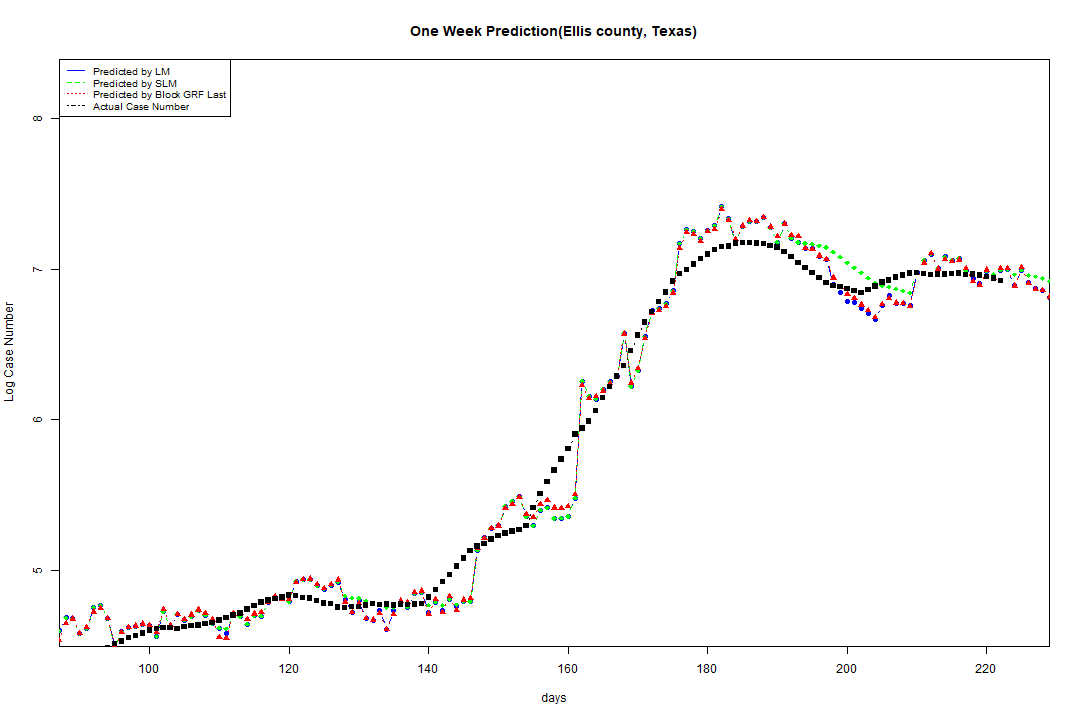 One Week Prediction(Ellis county, Texas)
Predicted by LM
Predicted by SLM
Predicted by Block GRF Last
Actual Case Number
8
7
6
5
Log Case Number
100 120 140 160 180 200 220
days